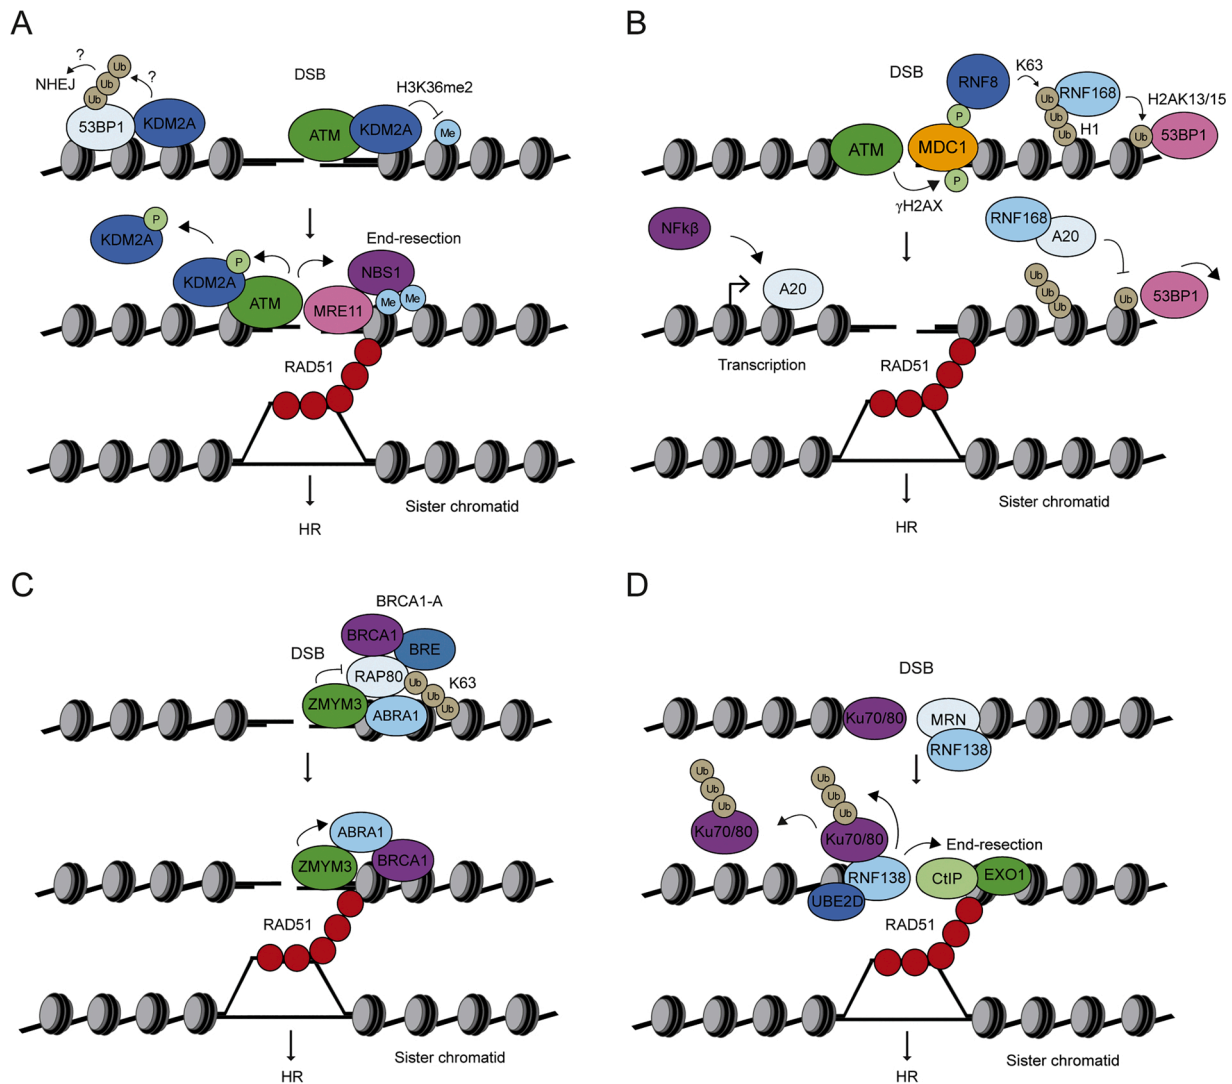 A
?
?
Ub
Ub
Ub
NHEJ
53BP1
KDM2A
DSB
H3K36me2
ATM
KDM2A
Me
P
KDM2A
P
KDM2A
ATM
End-resection
NBS1
MRE11
Me
Me
RAD51
Sister chromatid
HR
B
DSB
RNF8
K63
P
ATM
MDC1
P
γH2AX
Ub
Ub
Ub
RNF168
H1
H2AK13/15
Ub
53BP1
NFkβ
A20
Transcription
RNF168
A20
Ub
Ub
Ub
Ub
53BP1
RAD51
Sister chromatid
HR
C
BRCA1-A
BRCA1
BRE
DSB
RAP80
Ub
Ub
Ub
K63
ZMYM3
ABRA1
ABRA1
ZMYM3
BRCA1
RAD51
Sister chromatid
HR
D
DSB
Ku70/80
MRN
RNF138
Ub
Ub
Ub
Ku70/80
Ub
Ub
Ub
Ku70/80
RNF138
UBE2D
End-resection
CtIP
EXO1
RAD51
Sister chromatid
HR